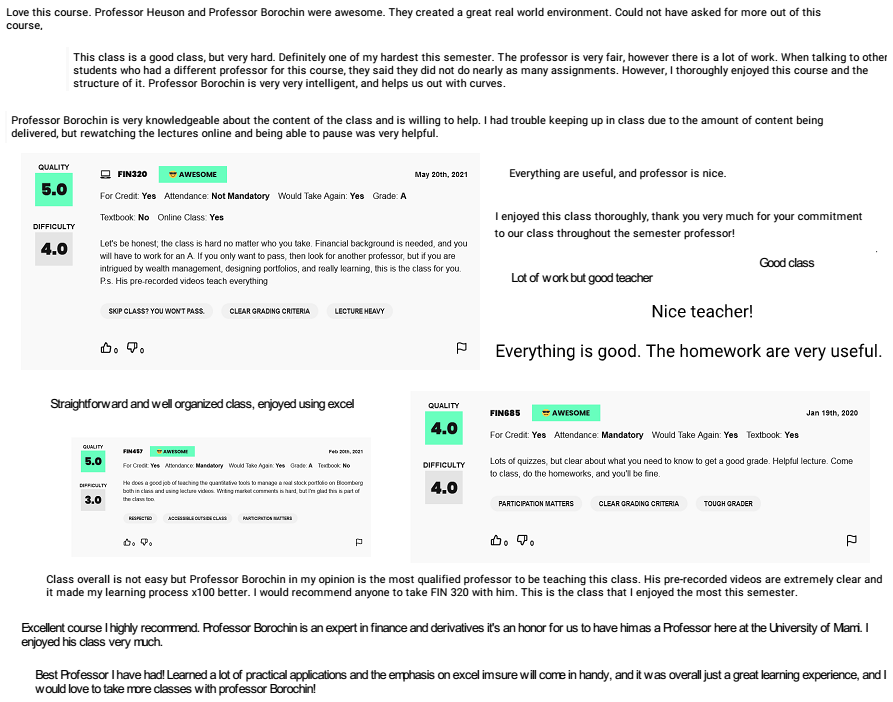 Love this course. Professor Heuson and Professor Borochin were awesome. They created a great real world environment. Could not have asked for more out of this
course.
This class is a good class, but very hard. Definitely one of my hardest this semester. The professor is very fair, however there is a lot of work. When talking to other
students who had a different professor for this course, they said they did not do nearly as many assignments. However, I thoroughly enjoyed this course and the
structure of it. Professor Borochin is very very intelligent, and helps us out with curves.
Professor Borochin is very knowledgeable about the content of the class and is willing to help. I had trouble keeping up in class due to the amount of content being
delivered, but rewatching the lectures online and being able to pause was very helpful.
QUALITY
5.0
DIFFICULTY
4.0
FIN320 😎 AWESOME May 20th, 2021
For Credit: Yes Attendance: Not Mandatory Would Take Again: Yes Grade: A
Textbook: No Online Class: Yes
Let's be honest; the class is hard no matter who you take. Financial background is needed, and you
will have to work for an A. If you only want to pass, then look for another professor, but if you are
intrigued by wealth management, designing portfolios, and really learning, this is the class for you.
P.s. His pre-recorded videos teach everything
SKIP CLASS? YOU WON'T PASS. CLEAR GRADING CRITERIA LECTURE HEAVY
0 0
Everything are useful, and professor is nice.
I enjoyed this class thoroughly, thank you very much for your commitment
to our class throughout the semester professor!
Good class
Lot of work but good teacher
Nice teacher!
Everything is good. The homework are very useful.
Straightforward and well organized class, enjoyed using excel
QUALITY
5.0
DIFFICULTY
3.0
FIN457 😎 AWESOME Feb 20th, 2021
For Credit: Yes Attendance: Mandatory Would Take Again: Yes Grade: A Textbook: No
He does a good job of teaching the quantitative tools to manage a real stock portfolio on Bloomberg
both in class and using lecture videos. Writing market comments is hard, but I'm glad this is part of
the class too.
RESPECTED ACCESSIBLE OUTSIDE CLASS PARTICIPATION MATTERS
0 0
QUALITY
4.0
DIFFICULTY
4.0
FIN685 😎 AWESOME Jan 19th, 2020
For Credit: Yes Attendance: Mandatory Would Take Again: Yes Textbook: Yes
Lots of quizzes, but clear about what you need to know to get a good grade. Helpful lecture. Come
to class, do the homeworks, and you'll be fine.
PARTICIPATION MATTERS CLEAR GRADING CRITERIA TOUGH GRADER
0 0
Class overall is not easy but Professor Borochin in my opinion is the most qualified professor to be teaching this class. His pre-recorded videos are extremely clear and
it made my learning process x100 better. I would recommend anyone to take FIN 320 with him. This is the class that I enjoyed the most this semester.
Excellent course I highly recommend. Professor Borochin is an expert in finance and derivatives it's an honor for us to have him as a Professor here at the University of Miami. I
enjoyed his class very much.
Best Professor I have had! Learned a lot of practical applications and the emphasis on excel im sure will come in handy, and it was overall just a great learning experience, and I
would love to take more classes with professor Borochin!